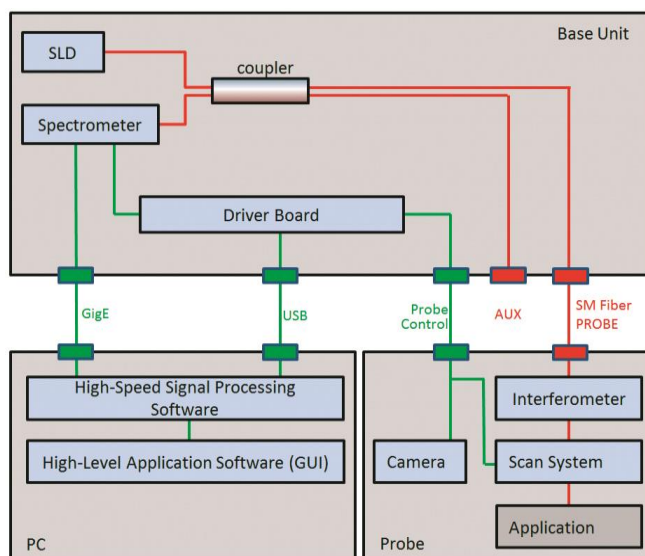 Base Unit
SLD
coupler
Spectrometer
Driver Board
GigE
USB
Probe
Control
AUX
SM Fiber
PROBE
High-Speed Signal Processing
Software
High-Level Application Software (GUI)
PC
Interferometer
Camera
Scan System
Application
Probe